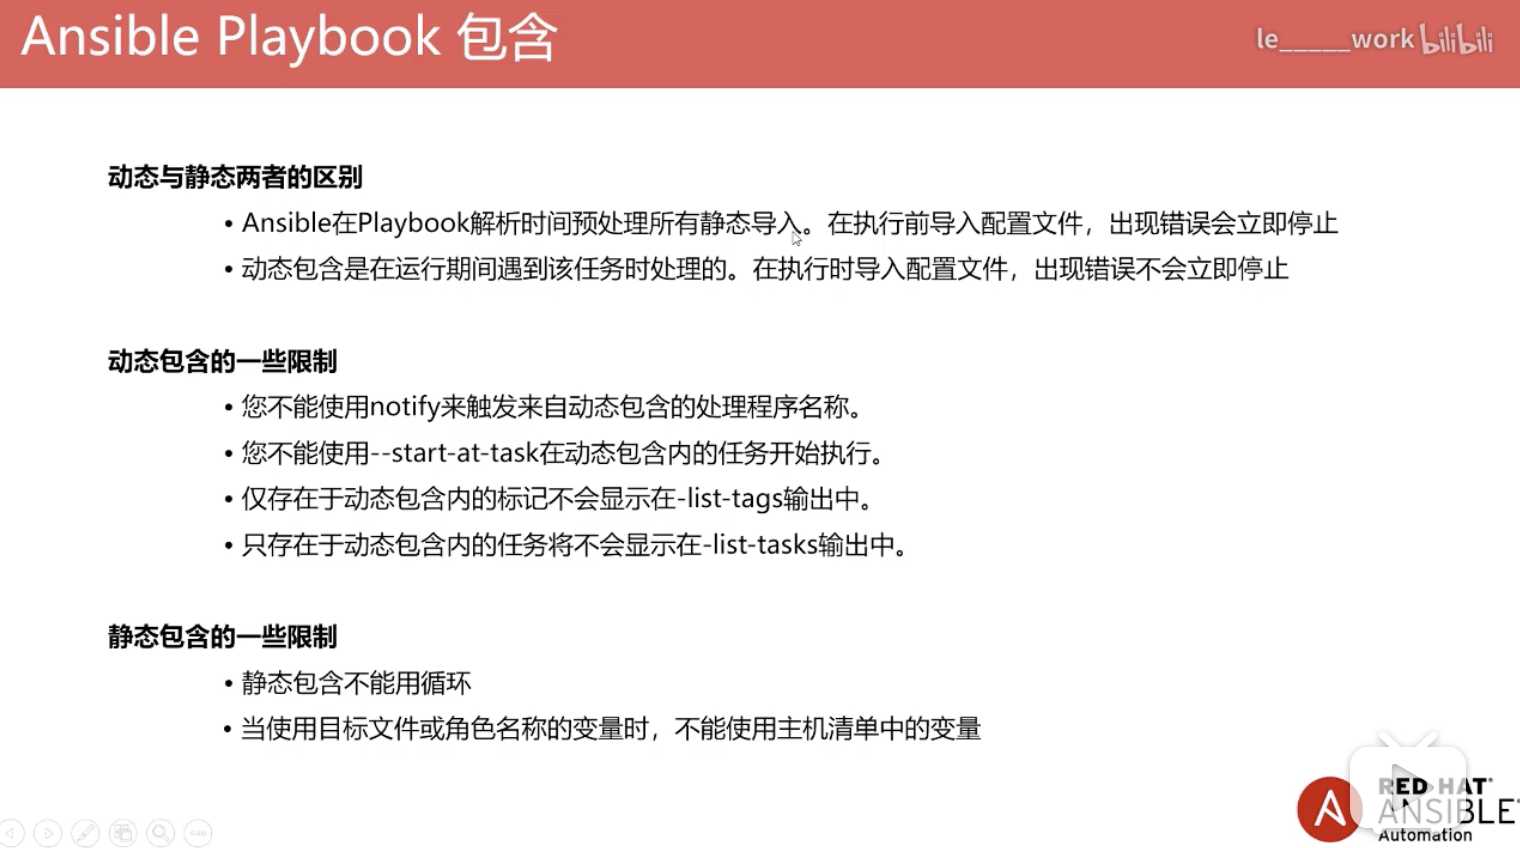 Ansible Playbook 包含
le_____work bilibili
动态与静态两者的区别
• Ansible在Playbook解析时间预处理所有静态导入。在执行前导入配置文件，出现错误会立即停止
• 动态包含是在运行期间遇到该任务时处理的。在执行时导入配置文件，出现错误不会立即停止
动态包含的一些限制
• 您不能使用notify来触发来自动态包含的处理程序名称。
• 您不能使用--start-at-task在动态包含内的任务开始执行。
• 仅存在于动态包含内的标记不会显示在-list-tags输出中。
• 只存在于动态包含内的任务将不会显示在-list-tasks输出中。
静态包含的一些限制
• 静态包含不能用循环
• 当使用目标文件或角色名称的变量时，不能使用主机清单中的变量
RED HAT
ANSIBLE
Automation